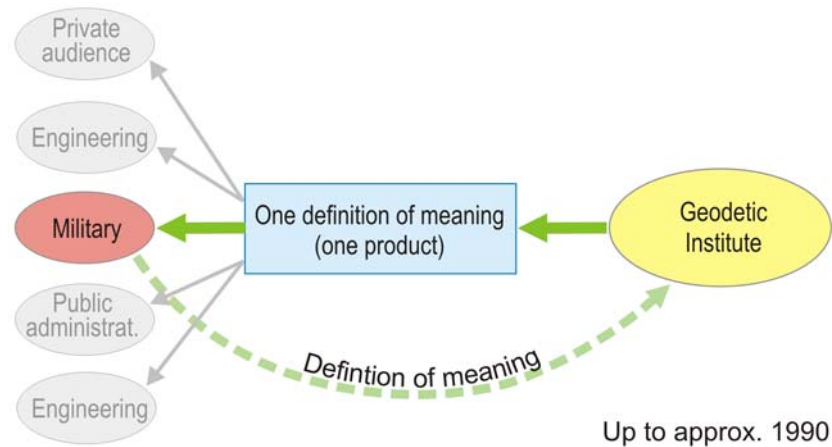 Private
audience
Engineering
Military
Public
administrat.
Engineering
One definition of meaning
(one product)
Geodetic
Institute
Defintion of meaning
Up to approx. 1990